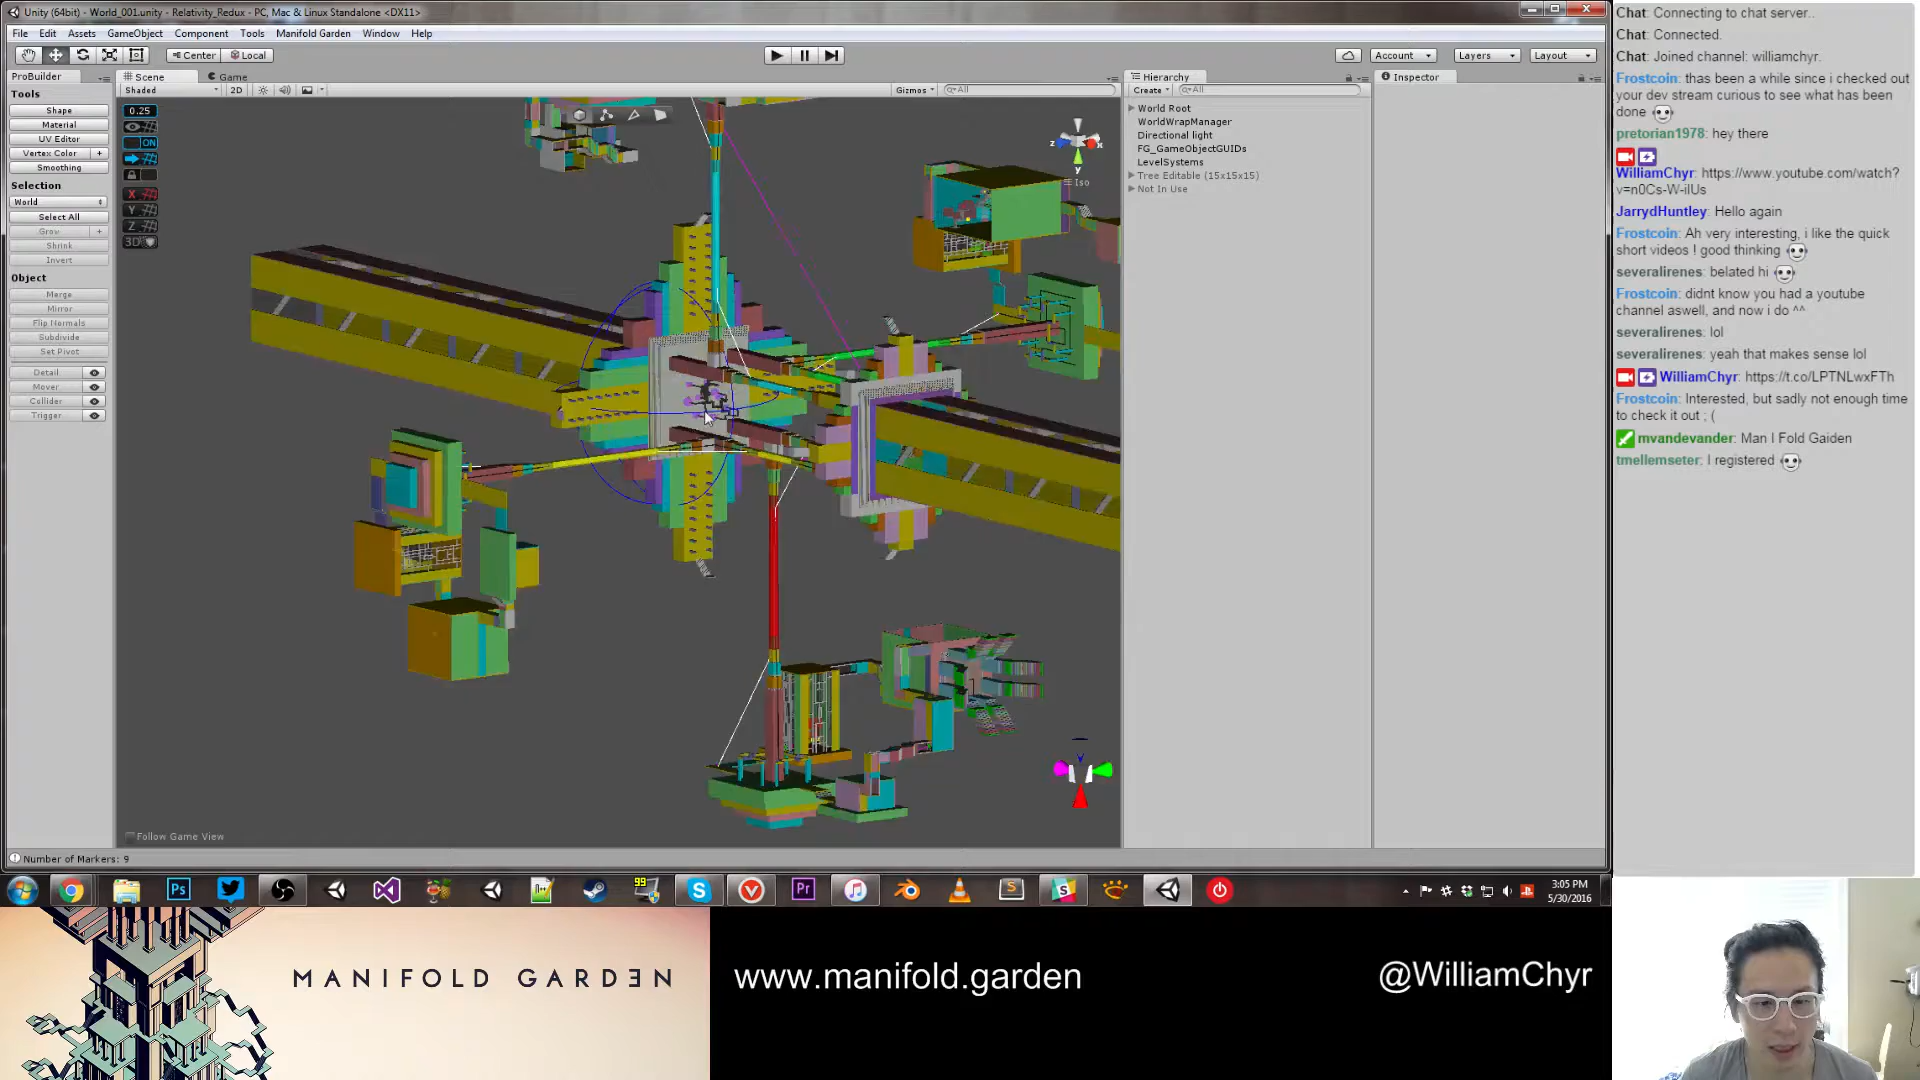 Unity (64bit) - World_001.unity - Relativity_Redux - PC, Mac & Linux Standalone <DX11>
File Edit Assets GameObject Component Tools Manifold Garden Window Help
Center Local
Account Layers Layout
ProBuilder
Scene Game
Shaded 2D Gizmos All
Tools
Shape
Material
UV Editor
Vertex Color +
Smoothing
Selection
World
Select All
Grow +
Shrink
Invert
Object
Merge
Mirror
Flip Normals
Subdivide
Set Pivot
Detail
Mover
Collider
Trigger
0.25
ON
X
Y
Z
3D
z x
y
Iso
Follow Game View
Number of Markers: 9
Hierarchy
Create All
World Root
WorldWrapManager
Directional light
FG_GameObjectGUIDs
LevelSystems
Tree Editable (15x15x15)
Not In Use
Inspector
Chat: Connecting to chat server..
Chat: Connected.
Chat: Joined channel: williamchyr.
Frostcoin: thas been a while since i checked out
your dev stream curious to see what has been
done
pretorian1978: hey there
WilliamChyr: https://www.youtube.com/watch?
v=n0Cs-W-ilUs
JarrydHuntley: Hello again
Frostcoin: Ah very interesting, i like the quick
short videos ! good thinking
severalirenes: belated hi
Frostcoin: didnt know you had a youtube
channel aswell, and now i do ^^
severalirenes: lol
severalirenes: yeah that makes sense lol
WilliamChyr: https://t.co/LPTNLwxFTh
Frostcoin: Interested, but sadly not enough time
to check it out ; (
mvandevander: Man I Fold Gaiden
tmellemseter: I registered
Ps
99
Pr
S
3:05 PM
5/30/2016
MANIFOLD GARDƎN
www.manifold.garden
@WilliamChyr